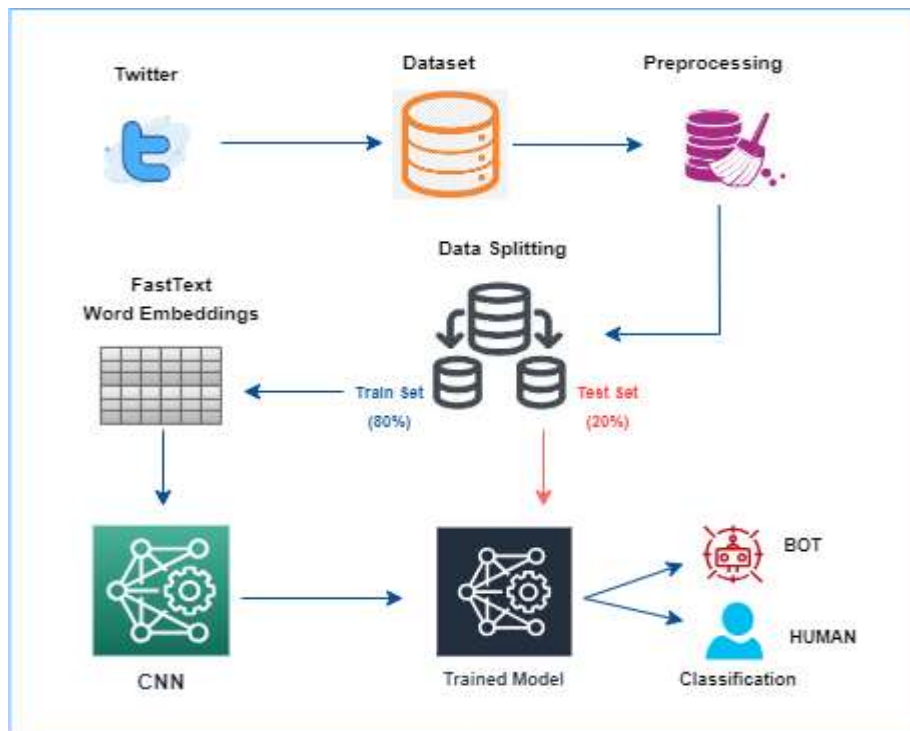 Twitter
Dataset
Preprocessing
Data Splitting
FastText
Word Embeddings
Train Set
(80%)
Test Set
(20%)
CNN
Trained Model
BOT
HUMAN
Classification